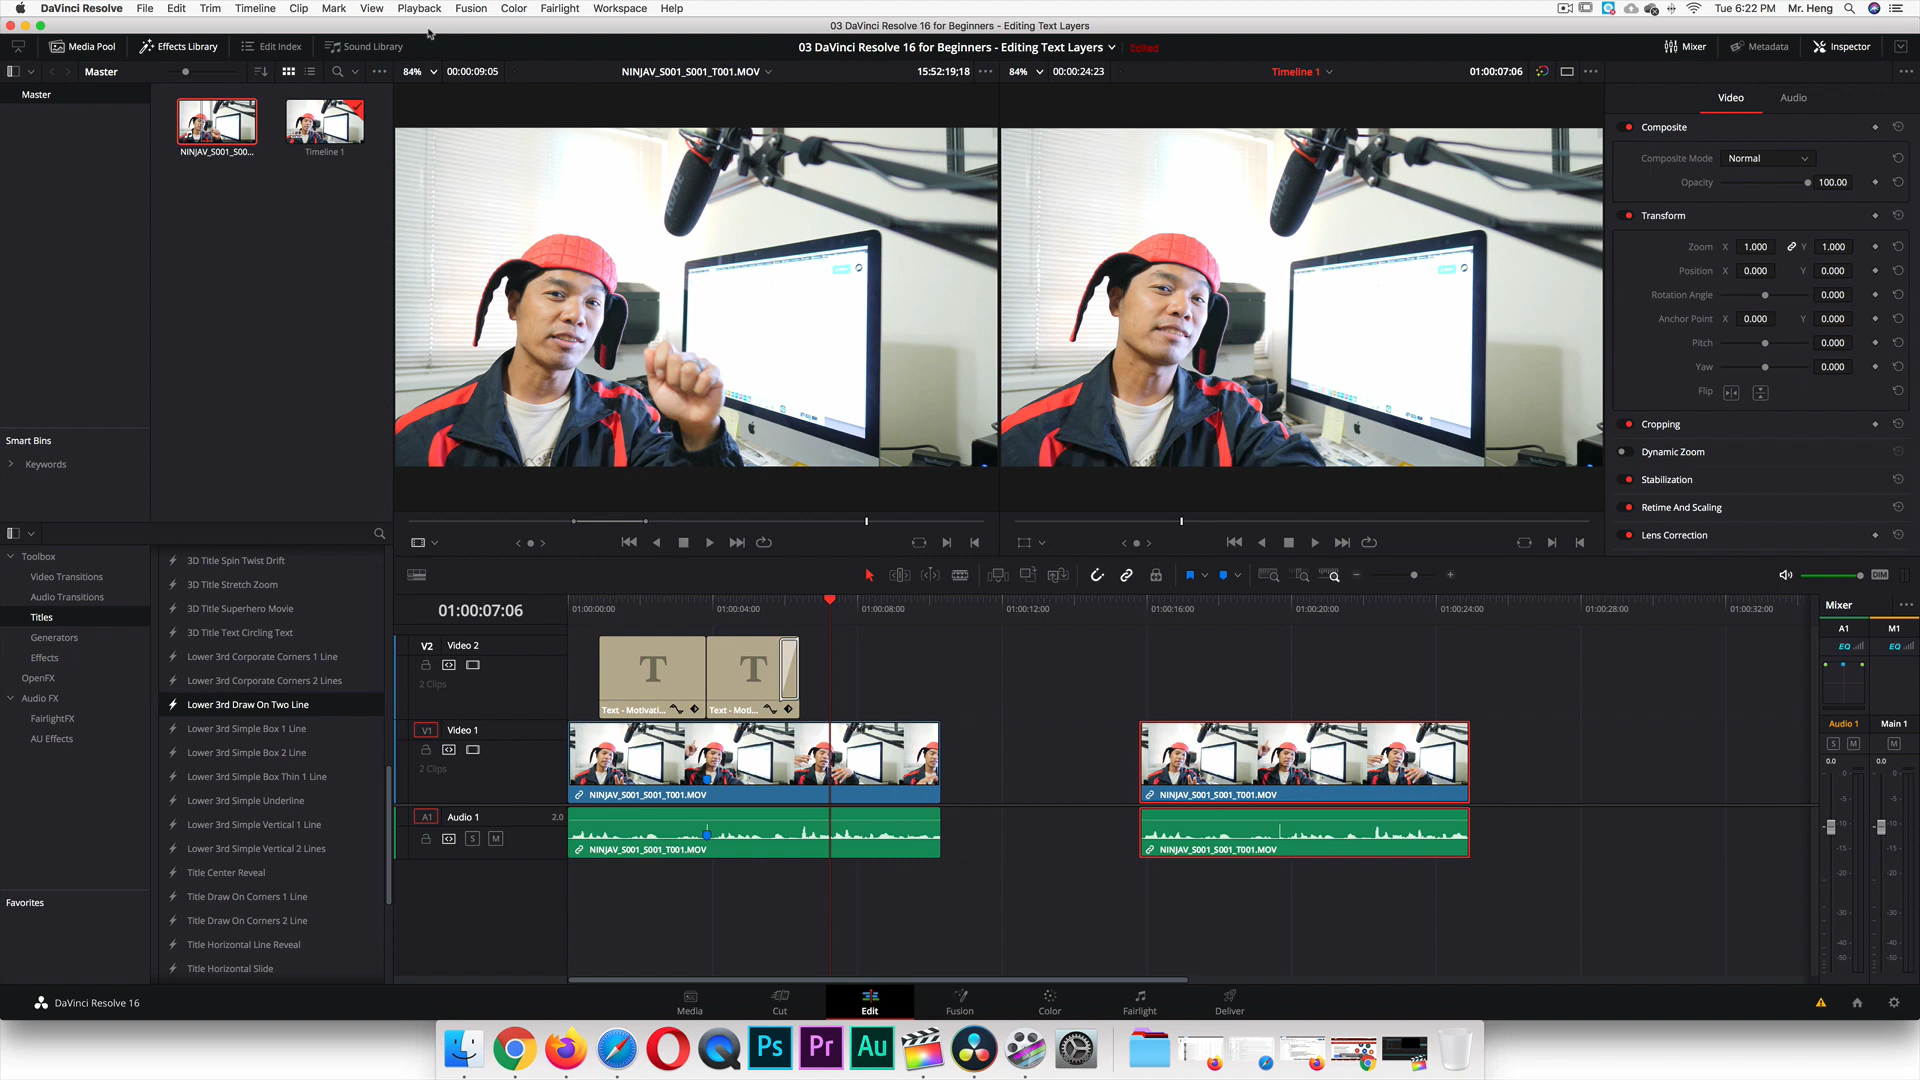 DaVinci Resolve File Edit Trim Timeline Clip Mark View Playback Fusion Color Fairlight Workspace Help Tue 6:22 PM Mr. Heng
03 DaVinci Resolve 16 for Beginners - Editing Text Layers
Media Pool Effects Library Edit Index Sound Library 03 DaVinci Resolve 16 for Beginners - Editing Text Layers Edited Mixer Metadata Inspector
Master 84% 00:00:09:05 NINJAV_S001_S001_T001.MOV 15:52:19;18 84% 00:00:24:23 Timeline 1 01:00:07:06
Master
NINJAV_S001_S00... Timeline 1
Smart Bins
Keywords
RODE
RODE
Video Audio
Composite
Composite Mode Normal
Opacity 100.00
Transform
Zoom X 1.000 Y 1.000
Position X 0.000 Y 0.000
Rotation Angle 0.000
Anchor Point X 0.000 Y 0.000
Pitch 0.000
Yaw 0.000
Flip
Cropping
Dynamic Zoom
Stabilization
Retime And Scaling
Lens Correction
Toolbox
Video Transitions
Audio Transitions
Titles
Generators
Effects
OpenFX
Audio FX
FairlightFX
AU Effects
Favorites
3D Title Spin Twist Drift
3D Title Stretch Zoom
3D Title Superhero Movie
3D Title Text Circling Text
Lower 3rd Corporate Corners 1 Line
Lower 3rd Corporate Corners 2 Lines
Lower 3rd Draw On Two Line
Lower 3rd Simple Box 1 Line
Lower 3rd Simple Box 2 Line
Lower 3rd Simple Box Thin 1 Line
Lower 3rd Simple Underline
Lower 3rd Simple Vertical 1 Line
Lower 3rd Simple Vertical 2 Lines
Title Center Reveal
Title Draw On Corners 1 Line
Title Draw On Corners 2 Line
Title Horizontal Line Reveal
Title Horizontal Slide
DIM
01:00:07:06 01:00:00:00 01:00:04:00 01:00:08:00 01:00:12:00 01:00:16:00 01:00:20:00 01:00:24:00 01:00:28:00 01:00:32:00
V2 Video 2
2 Clips
T T
Text - Motivati... Text - Moti...
V1 Video 1
2 Clips
NINJAV_S001_S001_T001.MOV NINJAV_S001_S001_T001.MOV
A1 Audio 1 2.0
S M
NINJAV_S001_S001_T001.MOV NINJAV_S001_S001_T001.MOV
Mixer
A1 M1
EQ EQ
Audio 1 Main 1
S M M
0.0 0.0
0 0
-5 -5
-10 -10
-15 -15
-20 -20
-30 -30
-40 -40
-50 -50
DaVinci Resolve 16
Media Cut Edit Fusion Color Fairlight Deliver
Ps Pr Au